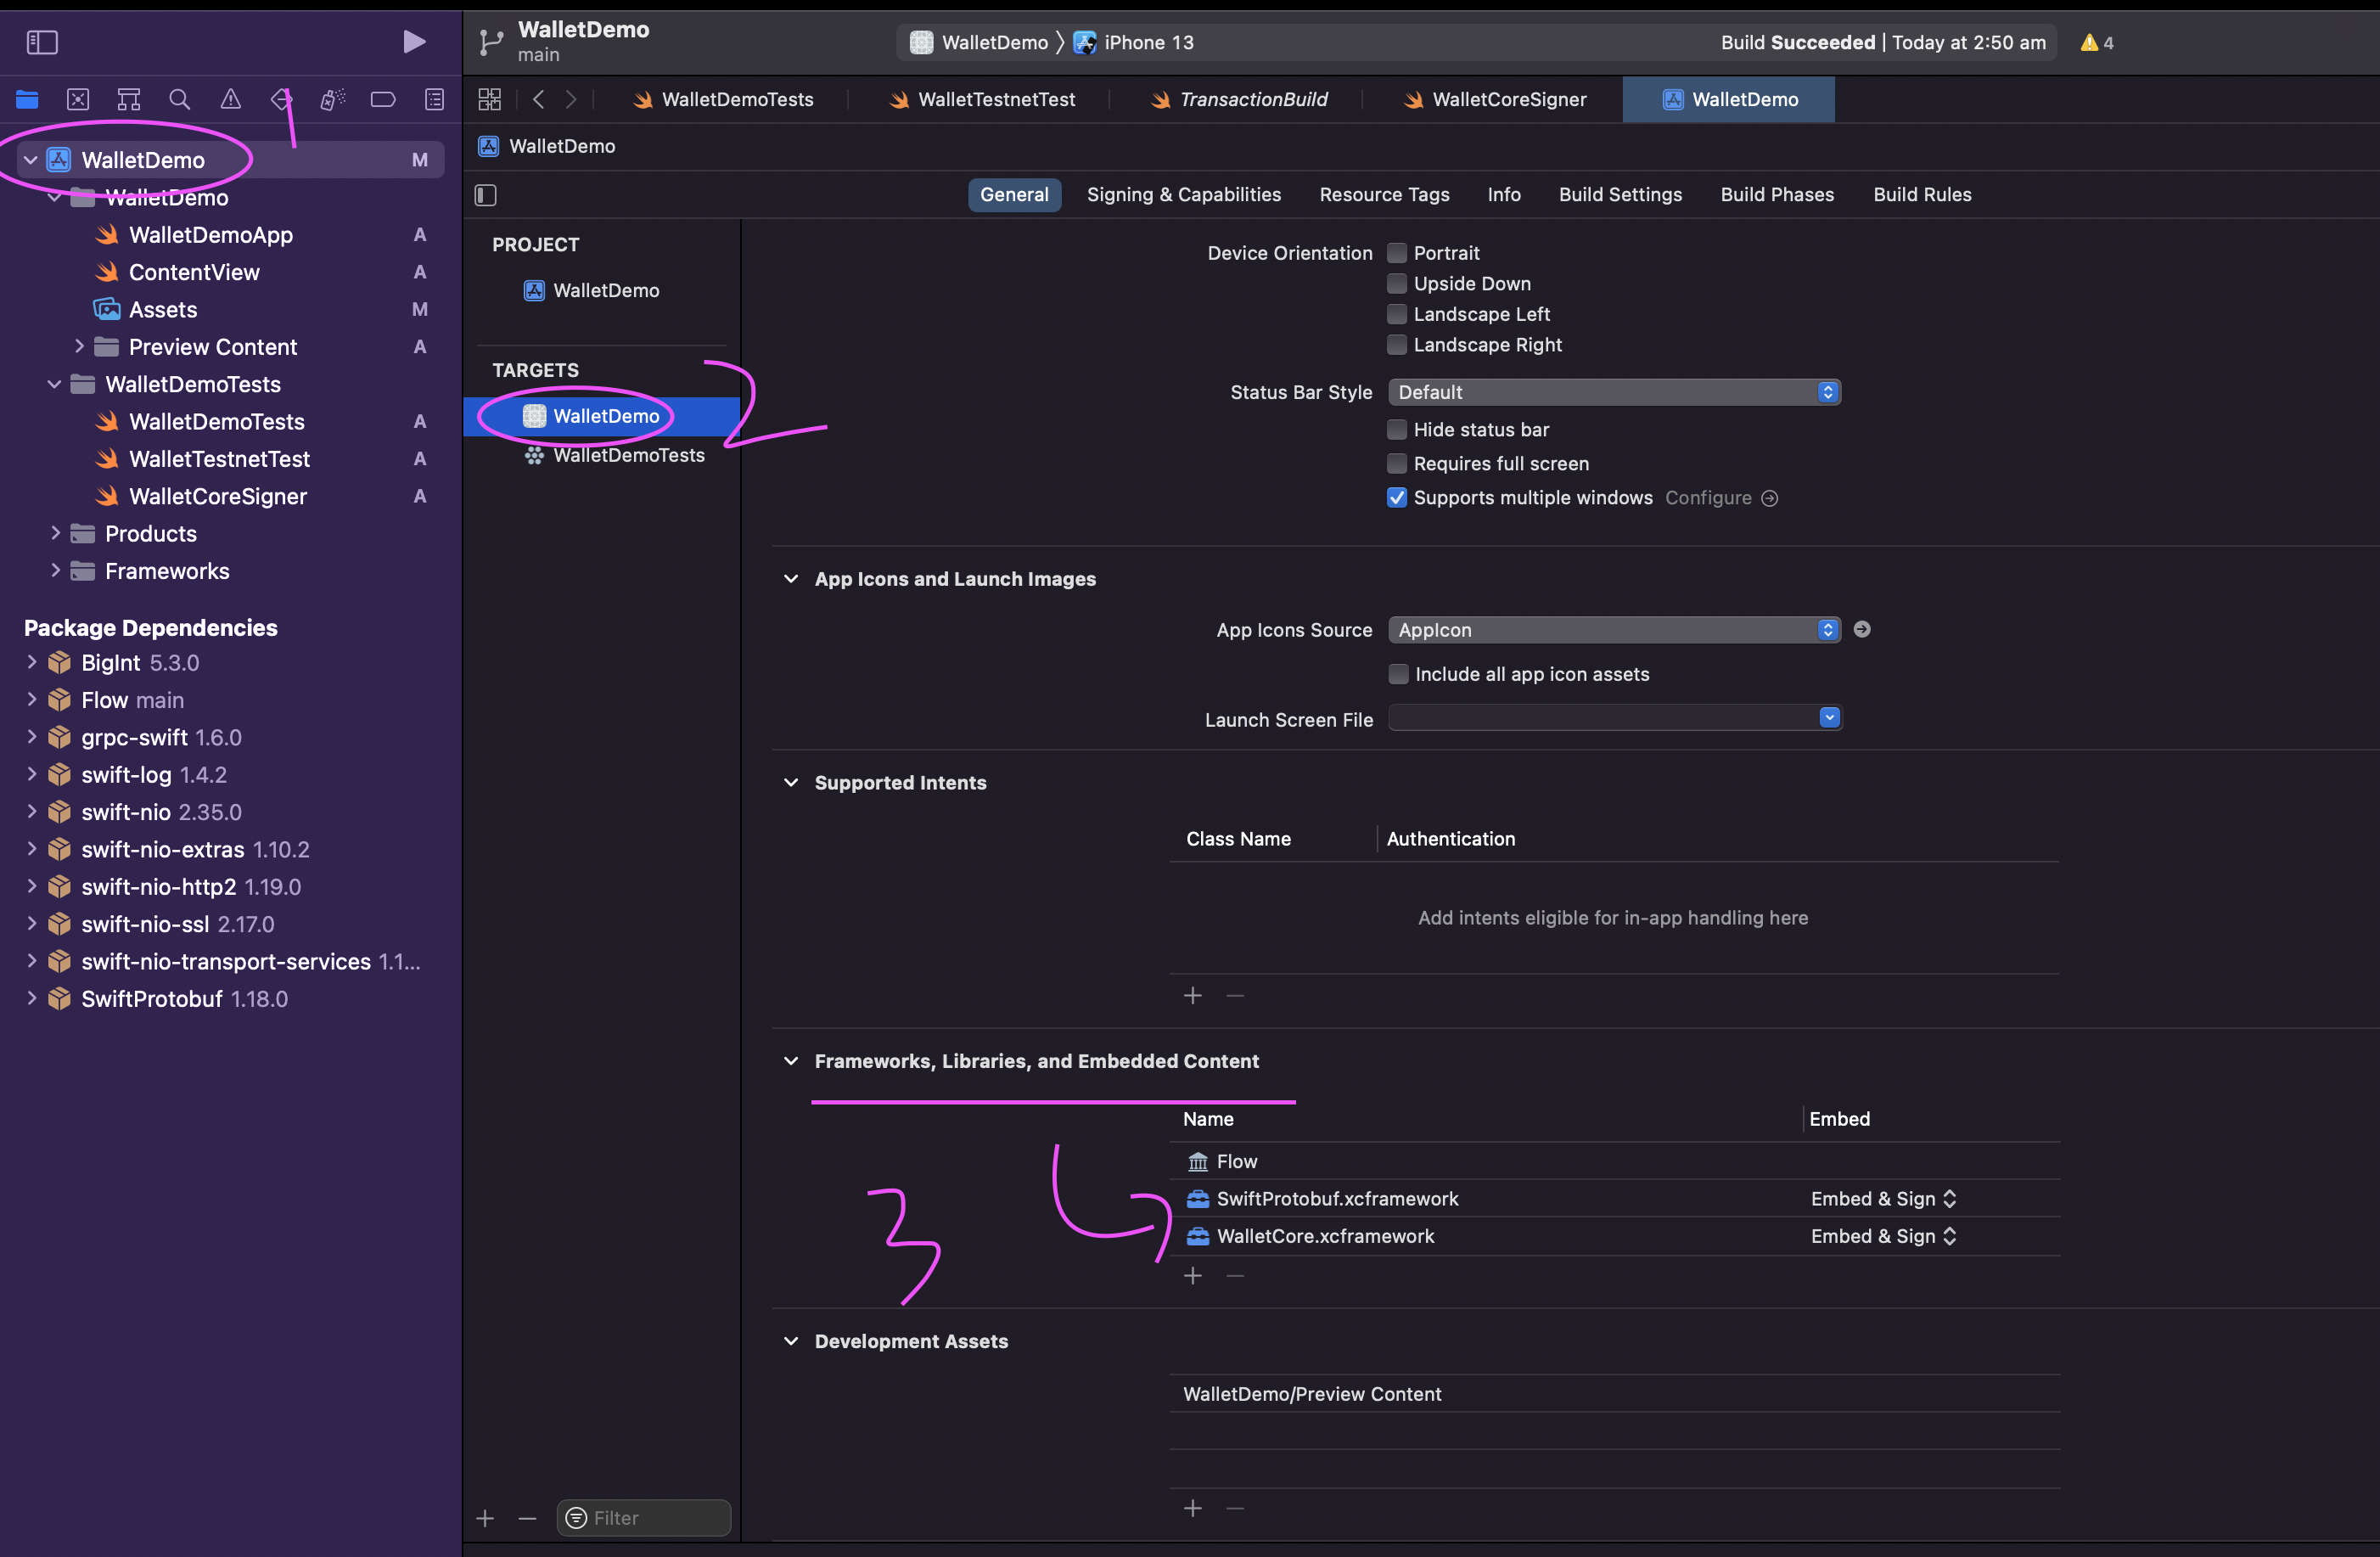 WalletDemo
main
WalletDemo
iPhone 13
Build Succeeded | Today at 2:50 am
4
WalletDemoTests
WalletTestnetTest
TransactionBuild
WalletCoreSigner
WalletDemo
1
WalletDemo M
WalletDemo
WalletDemoApp A
ContentView A
Assets M
Preview Content A
WalletDemoTests
WalletDemoTests A
WalletTestnetTest A
WalletCoreSigner A
Products
Frameworks
Package Dependencies
BigInt 5.3.0
Flow main
grpc-swift 1.6.0
swift-log 1.4.2
swift-nio 2.35.0
swift-nio-extras 1.10.2
swift-nio-http2 1.19.0
swift-nio-ssl 2.17.0
swift-nio-transport-services 1.1...
SwiftProtobuf 1.18.0
WalletDemo
General
Signing & Capabilities
Resource Tags
Info
Build Settings
Build Phases
Build Rules
PROJECT
WalletDemo
TARGETS
2
WalletDemo
WalletDemoTests
Filter
Device Orientation
Portrait
Upside Down
Landscape Left
Landscape Right
Status Bar Style
Default
Hide status bar
Requires full screen
Supports multiple windows
Configure
App Icons and Launch Images
App Icons Source
AppIcon
Include all app icon assets
Launch Screen File
Supported Intents
Class Name
Authentication
Add intents eligible for in-app handling here
Frameworks, Libraries, and Embedded Content
3
Name
Embed
Flow
SwiftProtobuf.xcframework Embed & Sign
WalletCore.xcframework Embed & Sign
Development Assets
WalletDemo/Preview Content